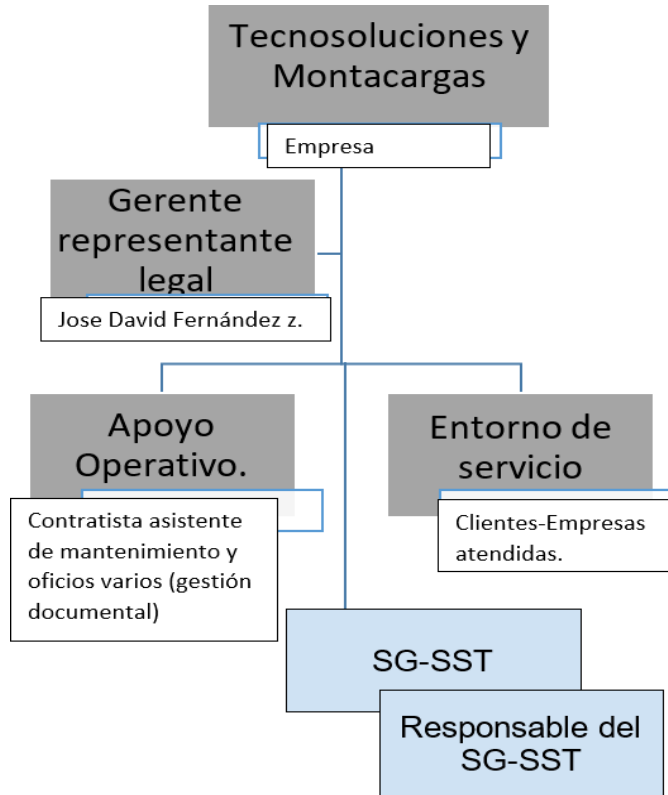 Tecnosoluciones y
Montacargas
Empresa
Gerente
representante
legal
Jose David Fernández z.
Apoyo
Operativo.
Contratista asistente
de mantenimiento y
oficios varios (gestión
documental)
Entorno de
servicio
Clientes-Empresas
atendidas.
SG-SST
Responsable del
SG-SST